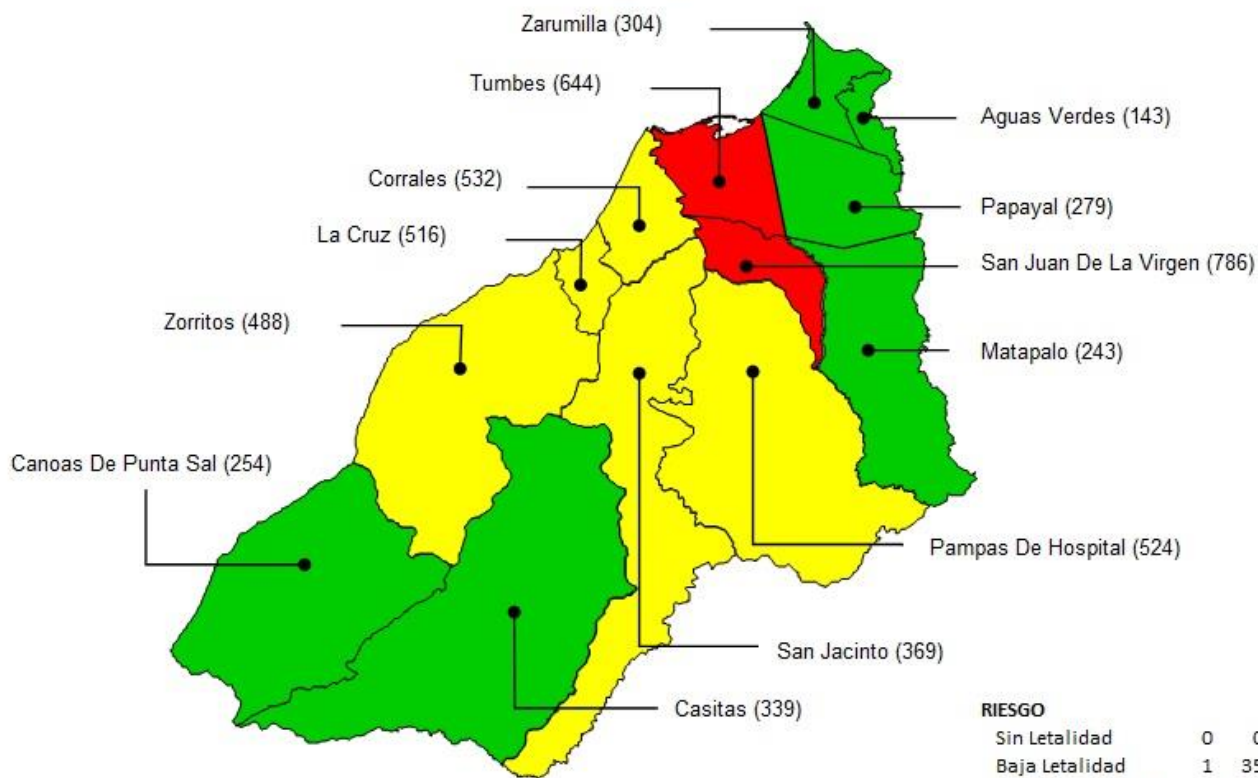 Zarumilla (304)
Tumbes (644)
Aguas Verdes (143)
Corrales (532)
Papayal (279)
La Cruz (516)
San Juan De La Virgen (786)
Zorritos (488)
Matapalo (243)
Canoas De Punta Sal (254)
Pampas De Hospital (524)
San Jacinto (369)
Casitas (339)
RIESGO
Sin Letalidad 0
Baja Letalidad 1